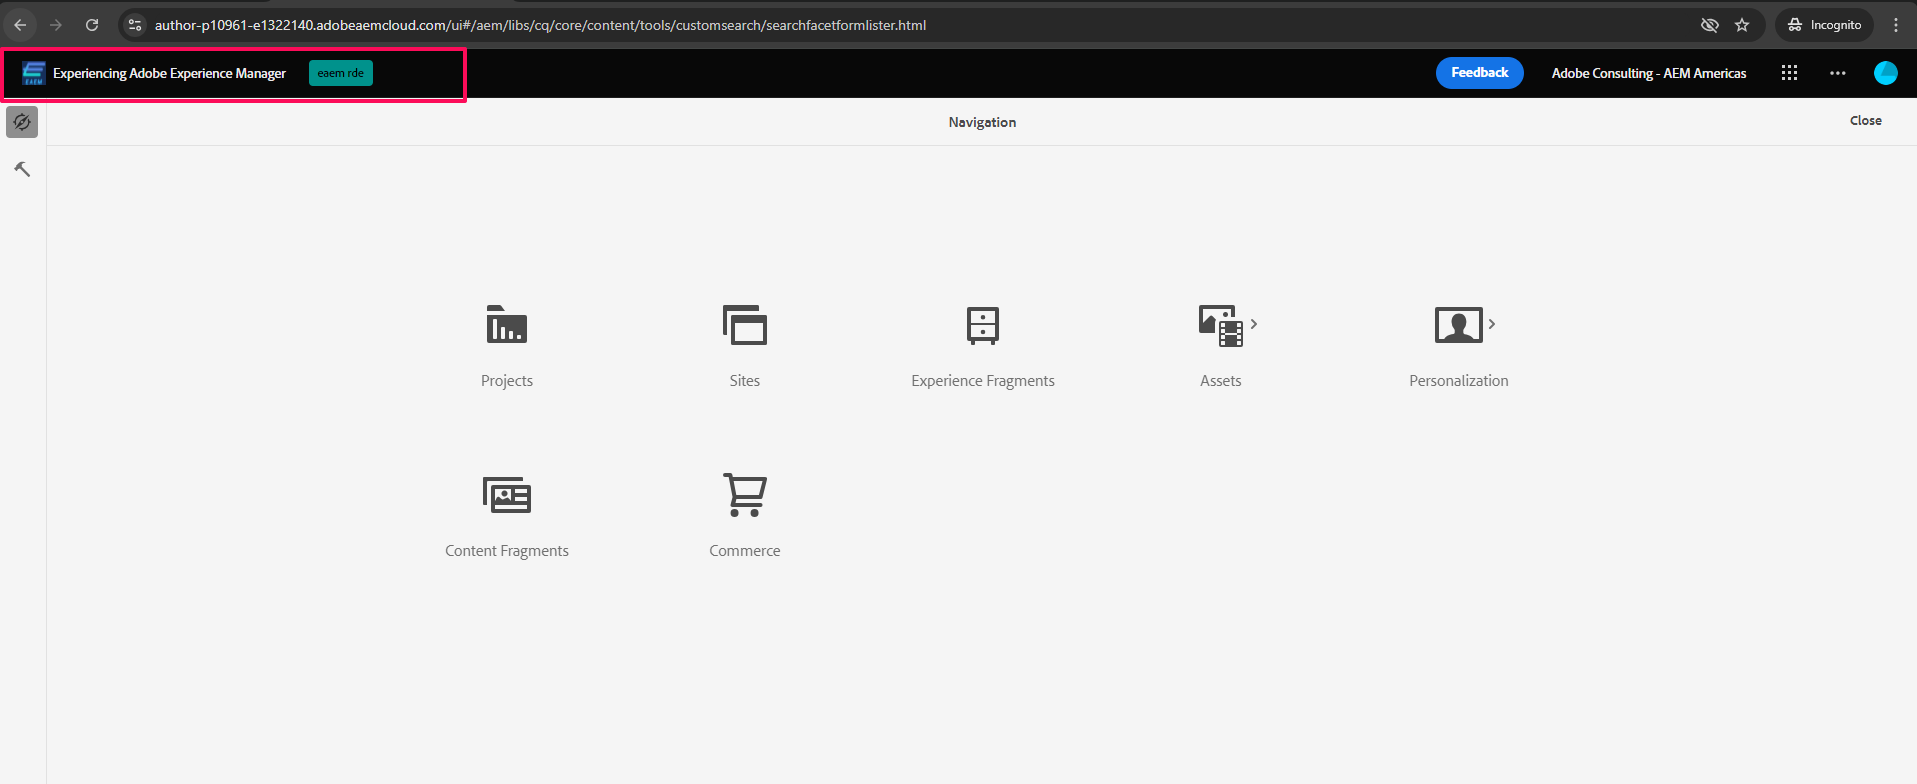 author-p10961-e1322140.adobeaemcloud.com/ui#/aem/libs/cq/core/content/tools/customsearch/searchfacetformlister.html
Incognito
EAEM
Experiencing Adobe Experience Manager
eaem rde
Feedback
Adobe Consulting - AEM Americas
Navigation
Close
Projects
Sites
Experience Fragments
Assets
Personalization
Content Fragments
Commerce